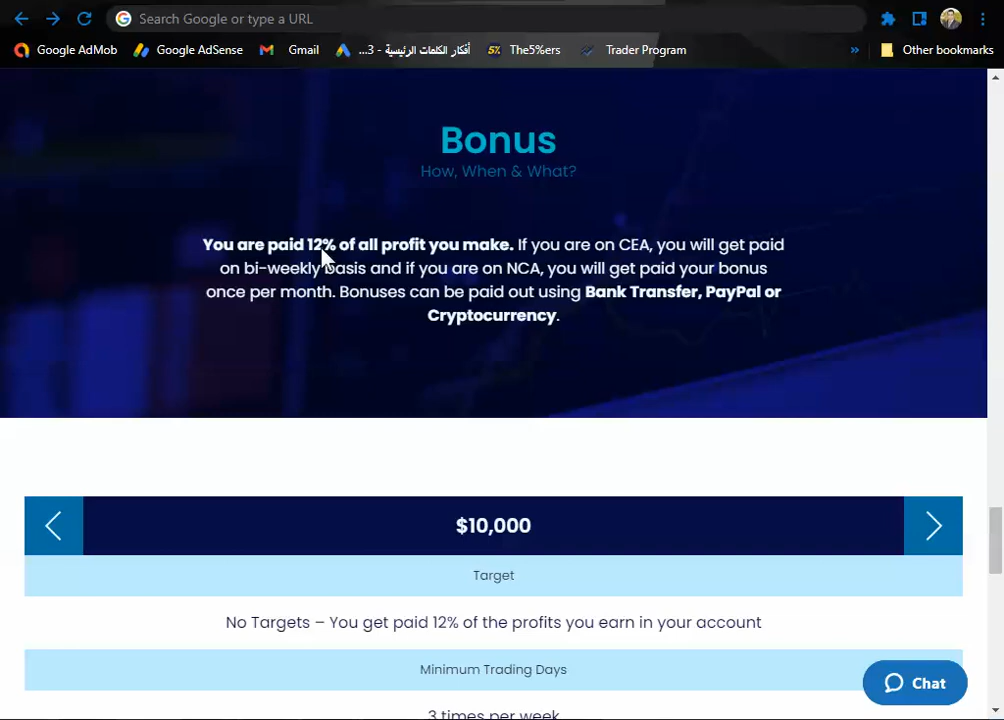 Search Google or type a URL
Google AdMob
Google AdSense
Gmail
أفكار الكلمات الرئيسية - 3...
5% The5%ers
Trader Program
»
Other bookmarks
Bonus
How, When & What?
You are paid 12% of all profit you make. If you are on CEA, you will get paid
on bi-weekly basis and if you are on NCA, you will get paid your bonus
once per month. Bonuses can be paid out using Bank Transfer, PayPal or
Cryptocurrency.
$10,000
Target
No Targets – You get paid 12% of the profits you earn in your account
Minimum Trading Days
3 times per week
Chat